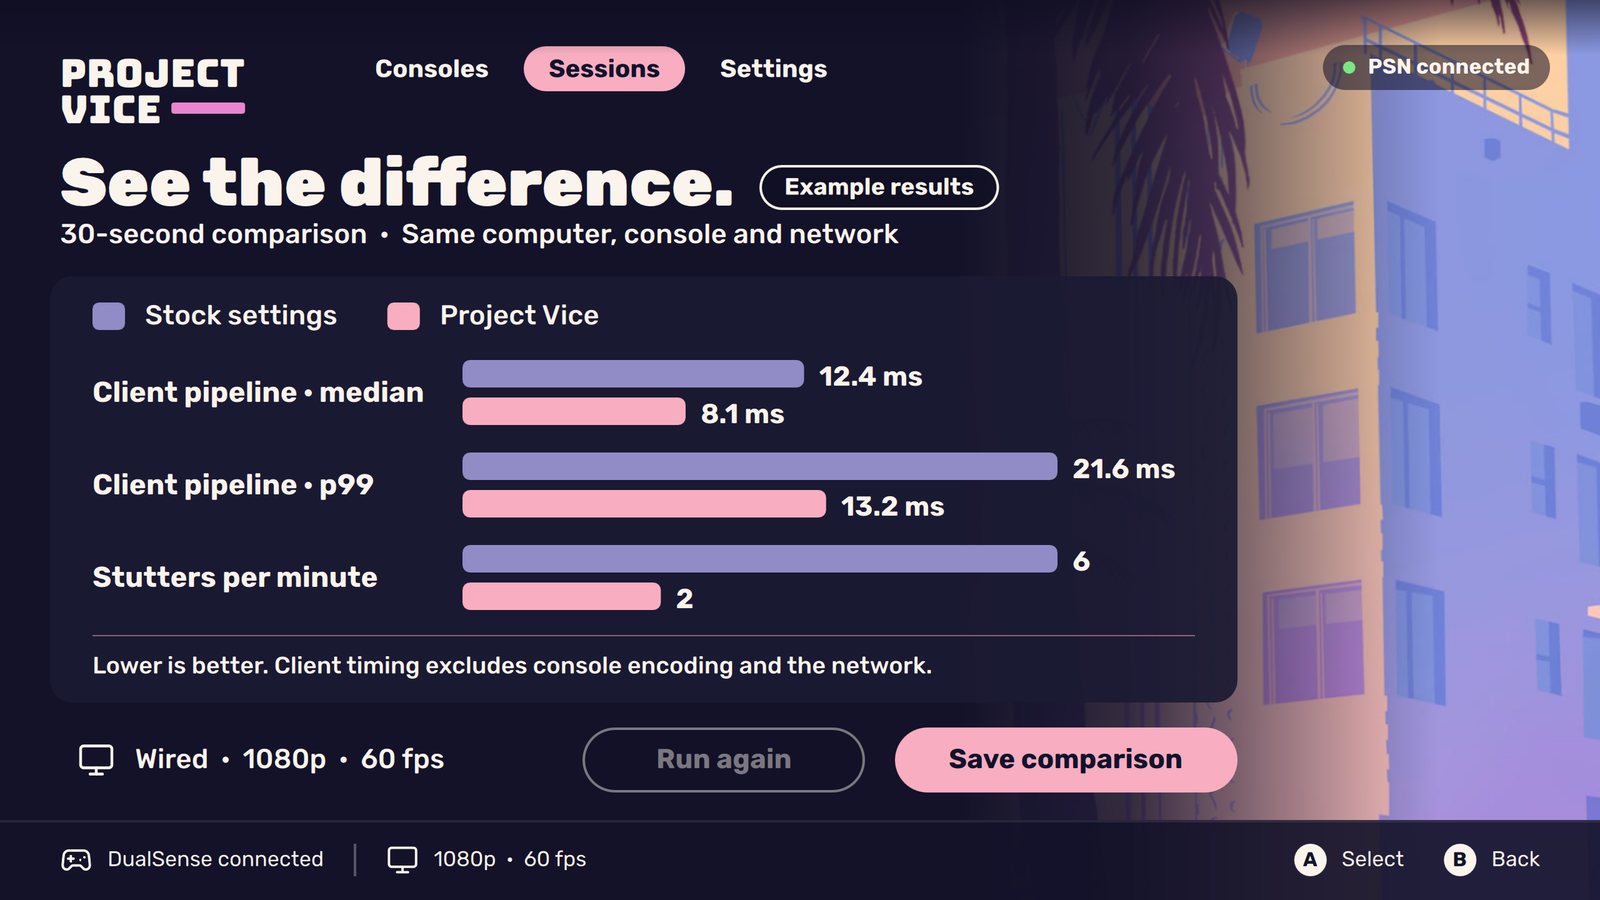 PROJECT
VICE
Consoles
Sessions
Settings
PSN connected
See the difference.
Example results
30-second comparison • Same computer, console and network
Stock settings
Project Vice
Client pipeline • median
12.4 ms
8.1 ms
Client pipeline • p99
21.6 ms
13.2 ms
Stutters per minute
6
2
Lower is better. Client timing excludes console encoding and the network.
Wired • 1080p • 60 fps
Run again
Save comparison
DualSense connected
1080p • 60 fps
A Select
B Back